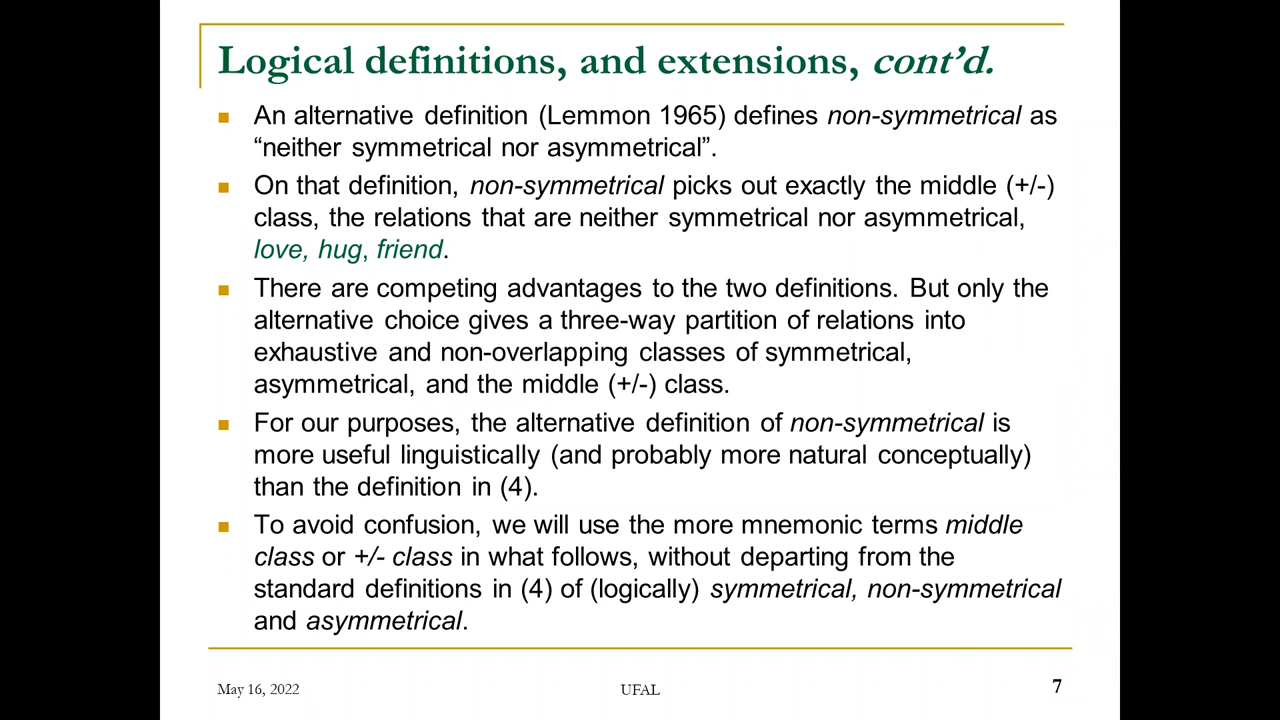 Logical definitions, and extensions, cont’d.
An alternative definition (Lemmon 1965) defines non-symmetrical as
“neither symmetrical nor asymmetrical”.
On that definition, non-symmetrical picks out exactly the middle (+/-)
class, the relations that are neither symmetrical nor asymmetrical,
love, hug, friend.
There are competing advantages to the two definitions. But only the
alternative choice gives a three-way partition of relations into
exhaustive and non-overlapping classes of symmetrical,
asymmetrical, and the middle (+/-) class.
For our purposes, the alternative definition of non-symmetrical is
more useful linguistically (and probably more natural conceptually)
than the definition in (4).
To avoid confusion, we will use the more mnemonic terms middle
class or +/- class in what follows, without departing from the
standard definitions in (4) of (logically) symmetrical, non-symmetrical
and asymmetrical.
May 16, 2022
UFAL
7